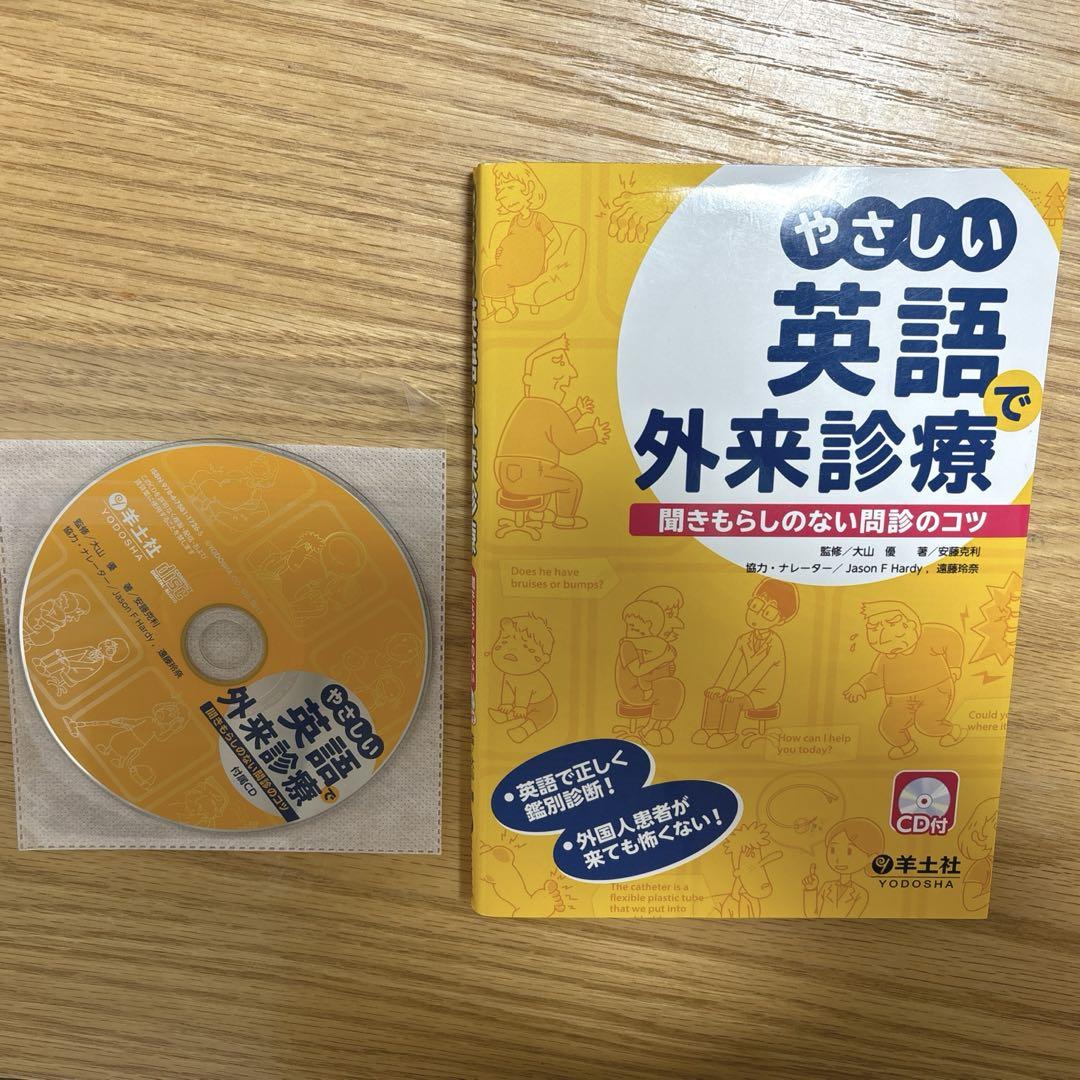 やさしい
英語で
外来診療
聞きもらしのない問診のコツ
監修／大山 優 著／安藤克利
協力・ナレーター／Jason F Hardy，遠藤玲奈
Does he have
bruises or bumps?
How can I help
you today?
Could yo
where it
・英語で正しく
鑑別診断！
・外国人患者が
来ても怖くない！
CD付
羊土社
YODOSHA
The catheter is a
flexible plastic tube
that we put into
羊土社
YODOSHA
監修／大山 優 著／安藤克利
協力・ナレーター／Jason F Hardy，遠藤玲奈
やさしい
英語で
外来診療
聞きもらしのない問診のコツ
付属CD